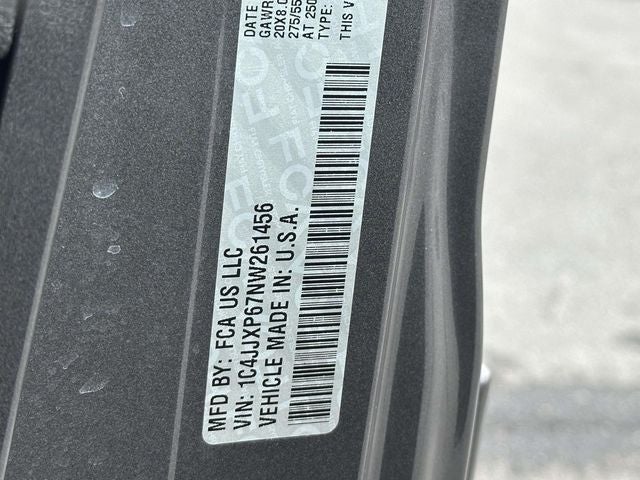 DATE
GAWR
20X8.0
275/55
AT 250
TYPE:
THIS V
MFD BY: FCA US LLC
VIN: 1C4JJXP67NW261456
VEHICLE MADE IN: U.S.A.